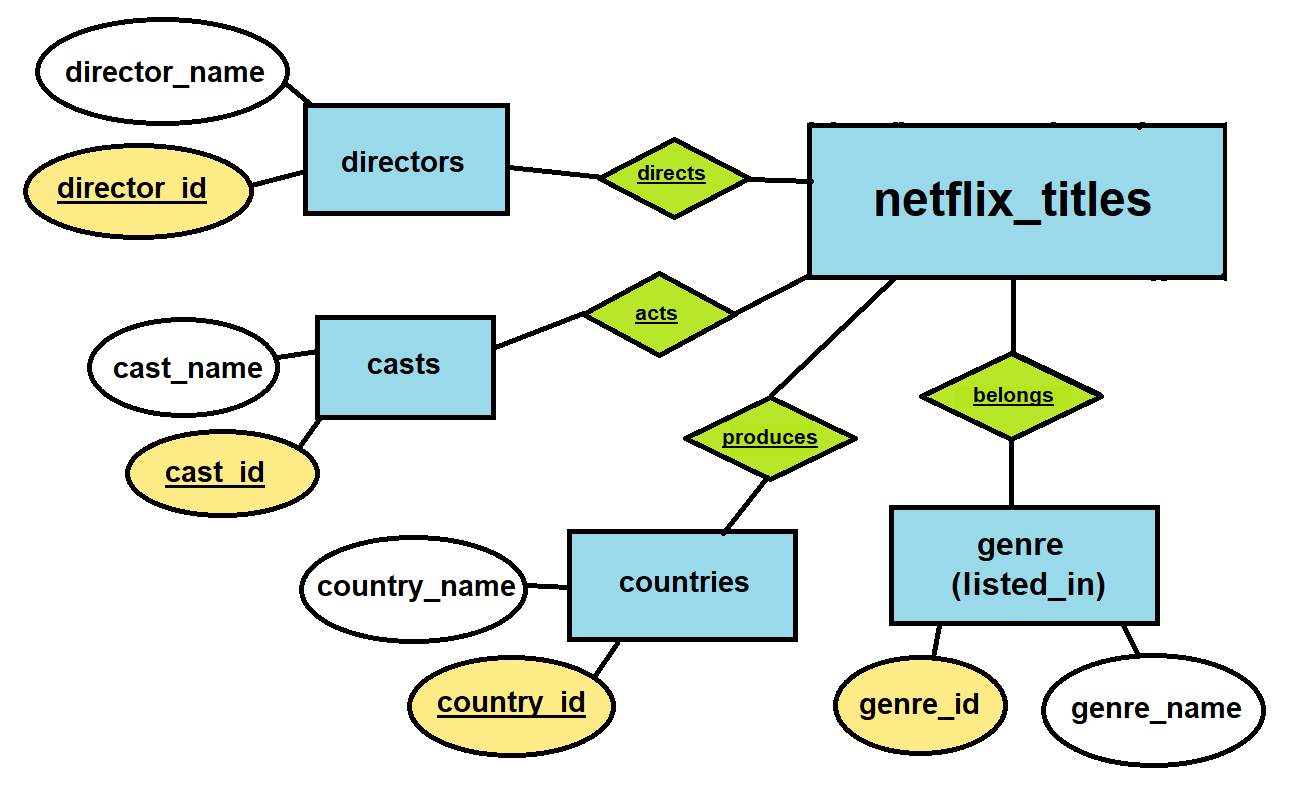 director_name
directors
director_id
directs
netflix_titles
acts
cast_name
casts
cast_id
produces
belongs
country_name
countries
country_id
genre
(listed_in)
genre_id
genre_name